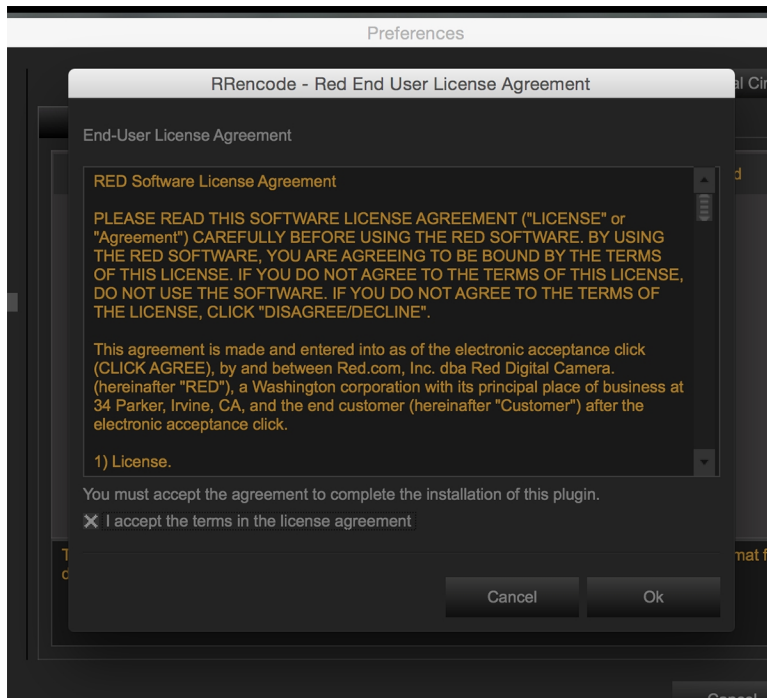 Preferences
RRencode - Red End User License Agreement
al Cir
End-User License Agreement
d
RED Software License Agreement
PLEASE READ THIS SOFTWARE LICENSE AGREEMENT ("LICENSE" or
"Agreement") CAREFULLY BEFORE USING THE RED SOFTWARE. BY USING
THE RED SOFTWARE, YOU ARE AGREEING TO BE BOUND BY THE TERMS
OF THIS LICENSE. IF YOU DO NOT AGREE TO THE TERMS OF THIS LICENSE,
DO NOT USE THE SOFTWARE. IF YOU DO NOT AGREE TO THE TERMS OF
THE LICENSE, CLICK "DISAGREE/DECLINE".
This agreement is made and entered into as of the electronic acceptance click
(CLICK AGREE), by and between Red.com, Inc. dba Red Digital Camera.
(hereinafter "RED"), a Washington corporation with its principal place of business at
34 Parker, Irvine, CA, and the end customer (hereinafter "Customer") after the
electronic acceptance click.
1) License.
You must accept the agreement to complete the installation of this plugin.
I accept the terms in the license agreement
mat f
Cancel
Ok